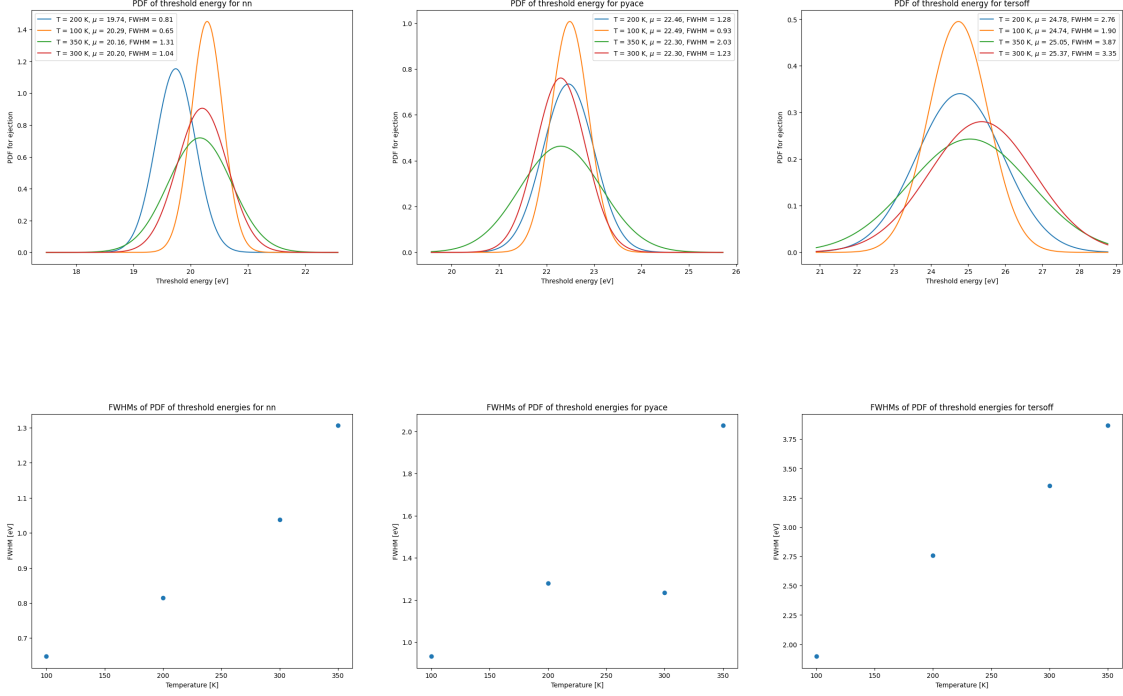 PDF of threshold energy for nn
T = 200 K, μ = 19.74, FWHM = 0.81
T = 100 K, μ = 20.29, FWHM = 0.65
T = 350 K, μ = 20.16, FWHM = 1.31
T = 300 K, μ = 20.20, FWHM = 1.04
PDF for ejection
1.4
1.2
1.0
0.8
0.6
0.4
0.2
0.0
18 19 20 21 22
Threshold energy [eV]
PDF of threshold energy for pyace
T = 200 K, μ = 22.46, FWHM = 1.28
T = 100 K, μ = 22.49, FWHM = 0.93
T = 350 K, μ = 22.30, FWHM = 2.03
T = 300 K, μ = 22.30, FWHM = 1.23
PDF for ejection
1.0
0.8
0.6
0.4
0.2
0.0
20 21 22 23 24 25 26
Threshold energy [eV]
PDF of threshold energy for tersoff
T = 200 K, μ = 24.78, FWHM = 2.76
T = 100 K, μ = 24.74, FWHM = 1.90
T = 350 K, μ = 25.05, FWHM = 3.87
T = 300 K, μ = 25.37, FWHM = 3.35
PDF for ejection
0.5
0.4
0.3
0.2
0.1
0.0
21 22 23 24 25 26 27 28 29
Threshold energy [eV]
FWHMs of PDF of threshold energies for nn
FWHM [eV]
1.3
1.2
1.1
1.0
0.9
0.8
0.7
100 150 200 250 300 350
Temperature [K]
FWHMs of PDF of threshold energies for pyace
FWHM [eV]
2.0
1.8
1.6
1.4
1.2
1.0
100 150 200 250 300 350
Temperature [K]
FWHMs of PDF of threshold energies for tersoff
FWHM [eV]
3.75
3.50
3.25
3.00
2.75
2.50
2.25
2.00
100 150 200 250 300 350
Temperature [K]